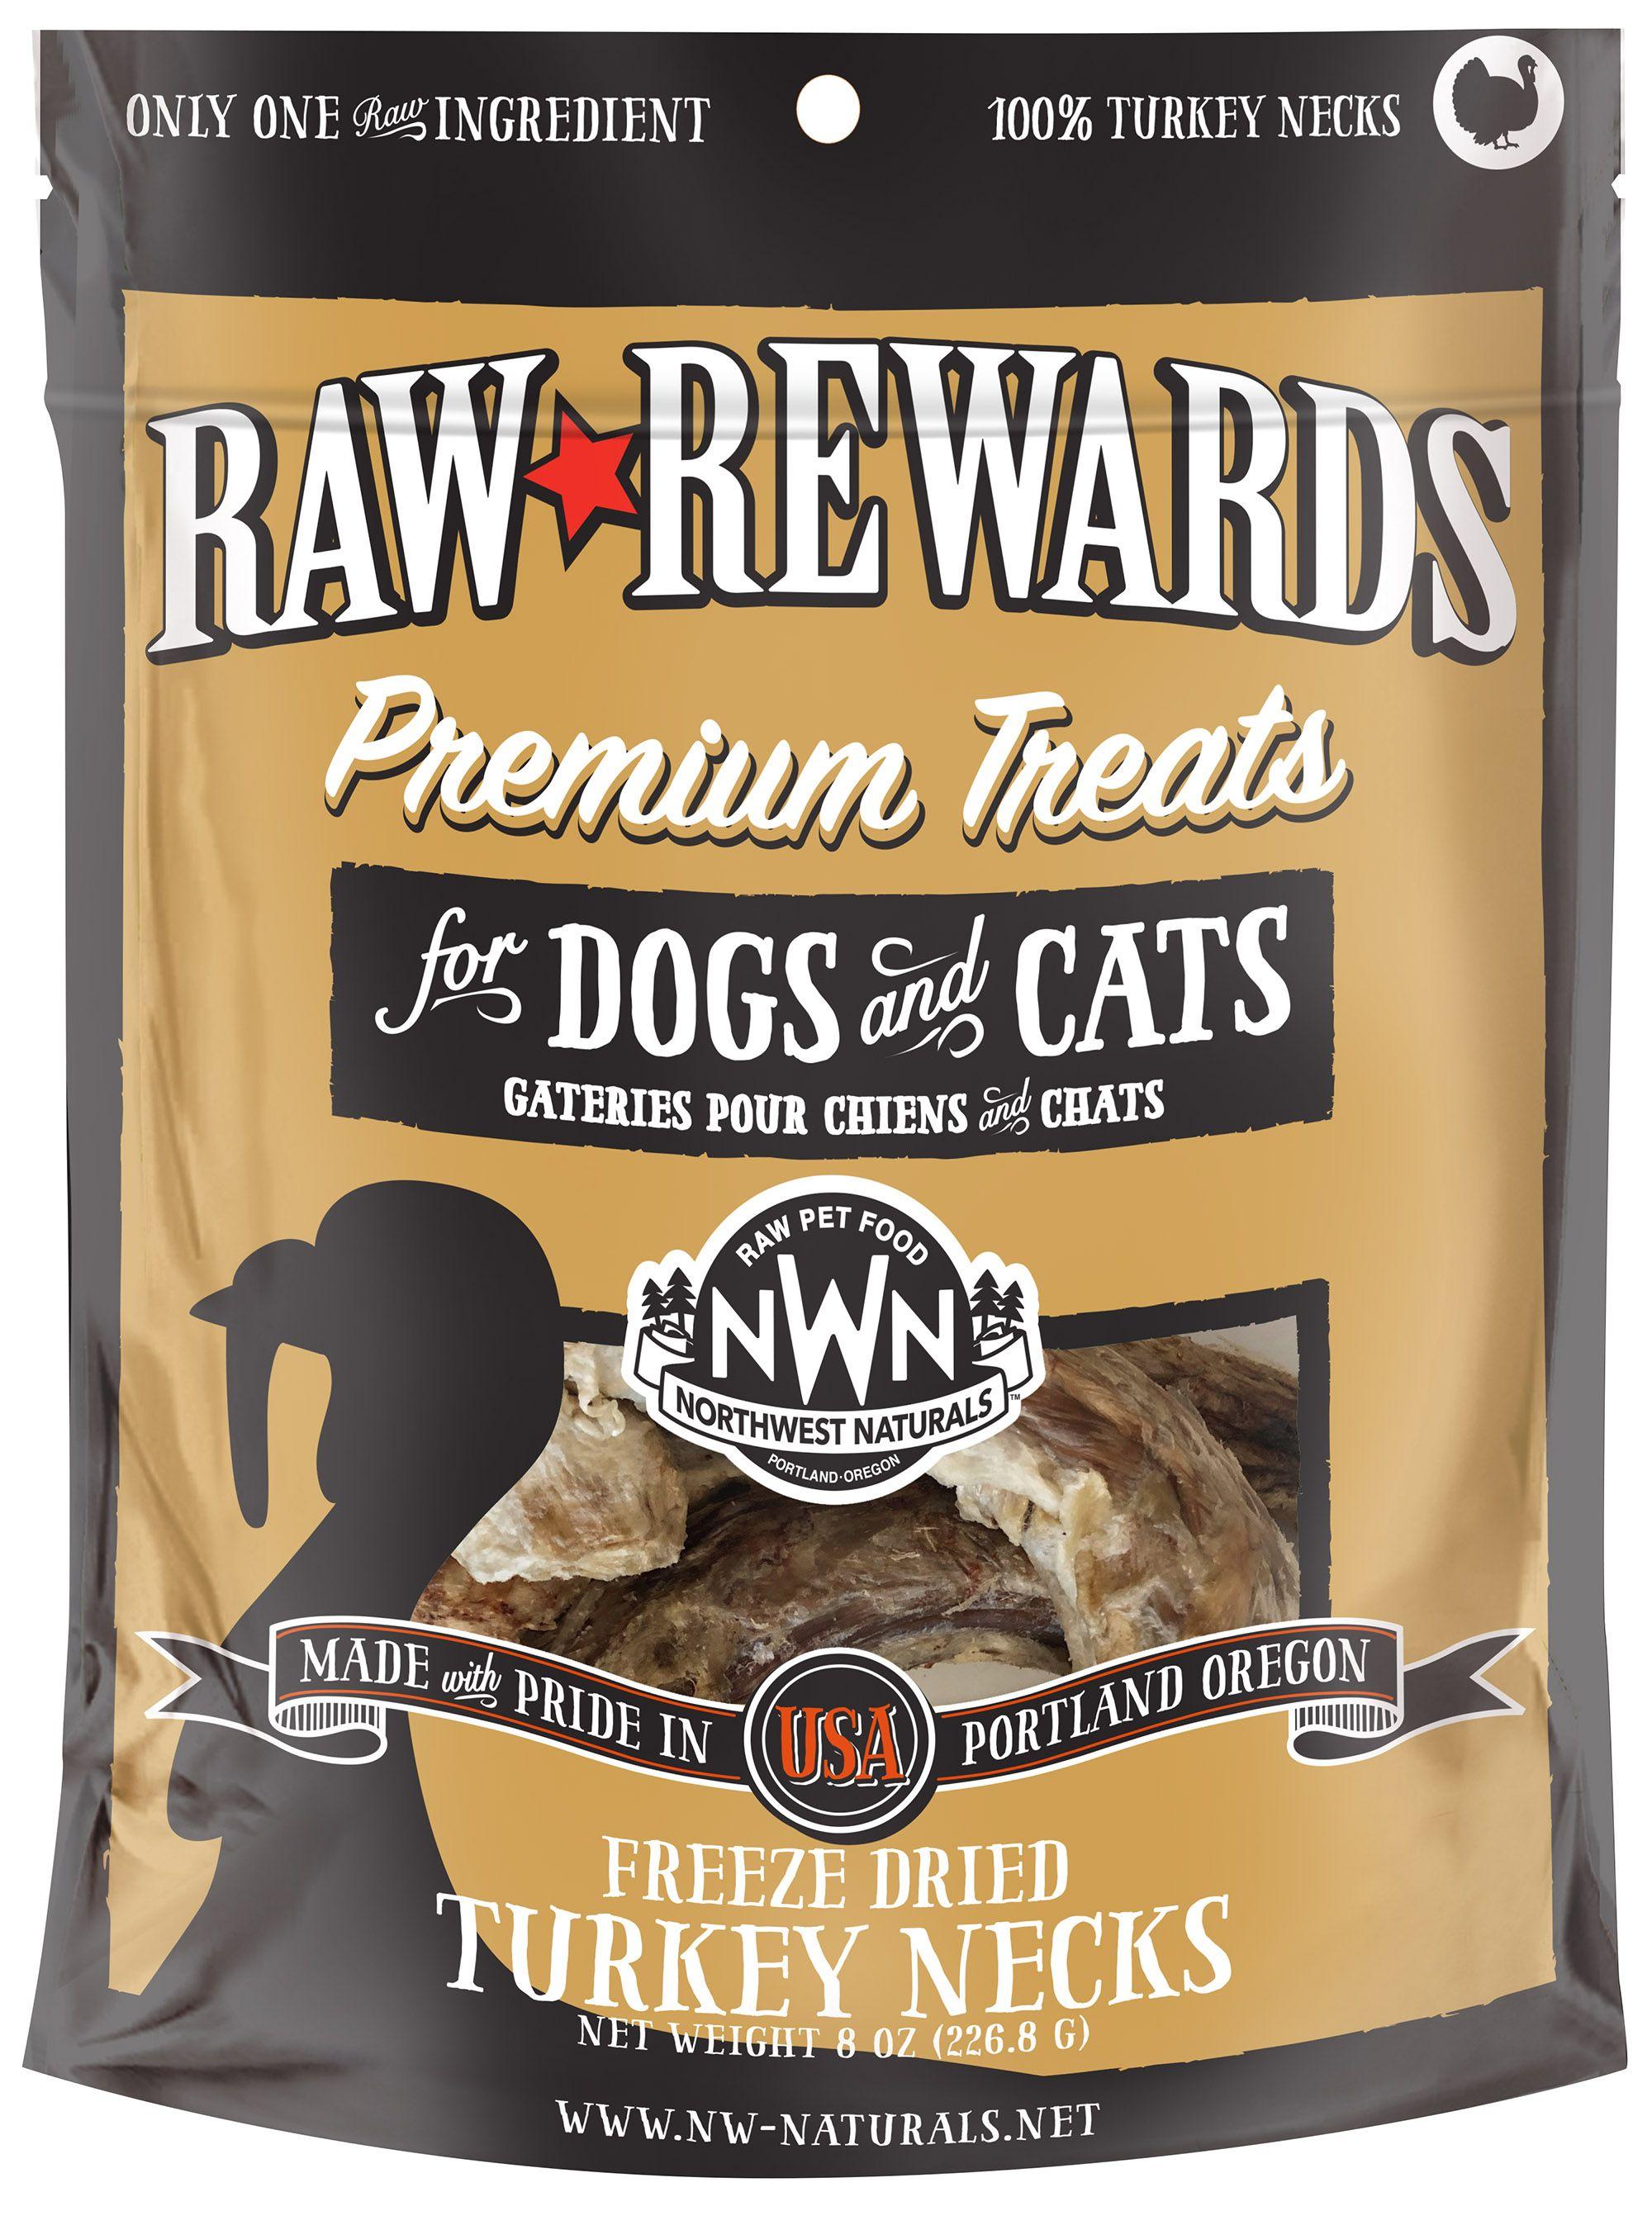 ONLY ONE Raw INGREDIENT
100% TURKEY NECKS
RAW REWARDS
Premium Treats
for DOGS and CATS
GATERIES POUR CHIENS and CHATS
RAW PET FOOD
NWN
NORTHWEST NATURALS™
PORTLAND·OREGON
MADE with PRIDE IN USA PORTLAND OREGON
FREEZE DRIED
TURKEY NECKS
NET WEIGHT 8 OZ (226.8 G)
WWW.NW-NATURALS.NET